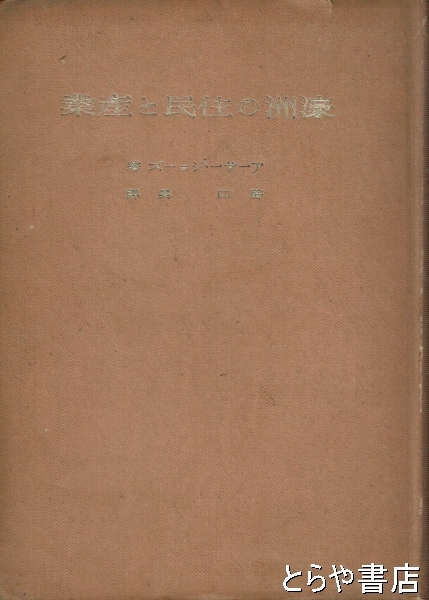 濠洲の住民と産業
アーサー・ジョーズ 著
口 譯
とらや書店